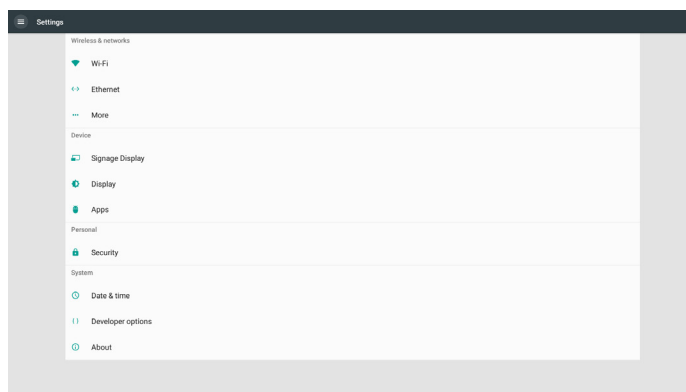 Settings
Wireless & networks
Wi-Fi
Ethernet
More
Device
Signage Display
Display
Apps
Personal
Security
System
Date & time
Developer options
About